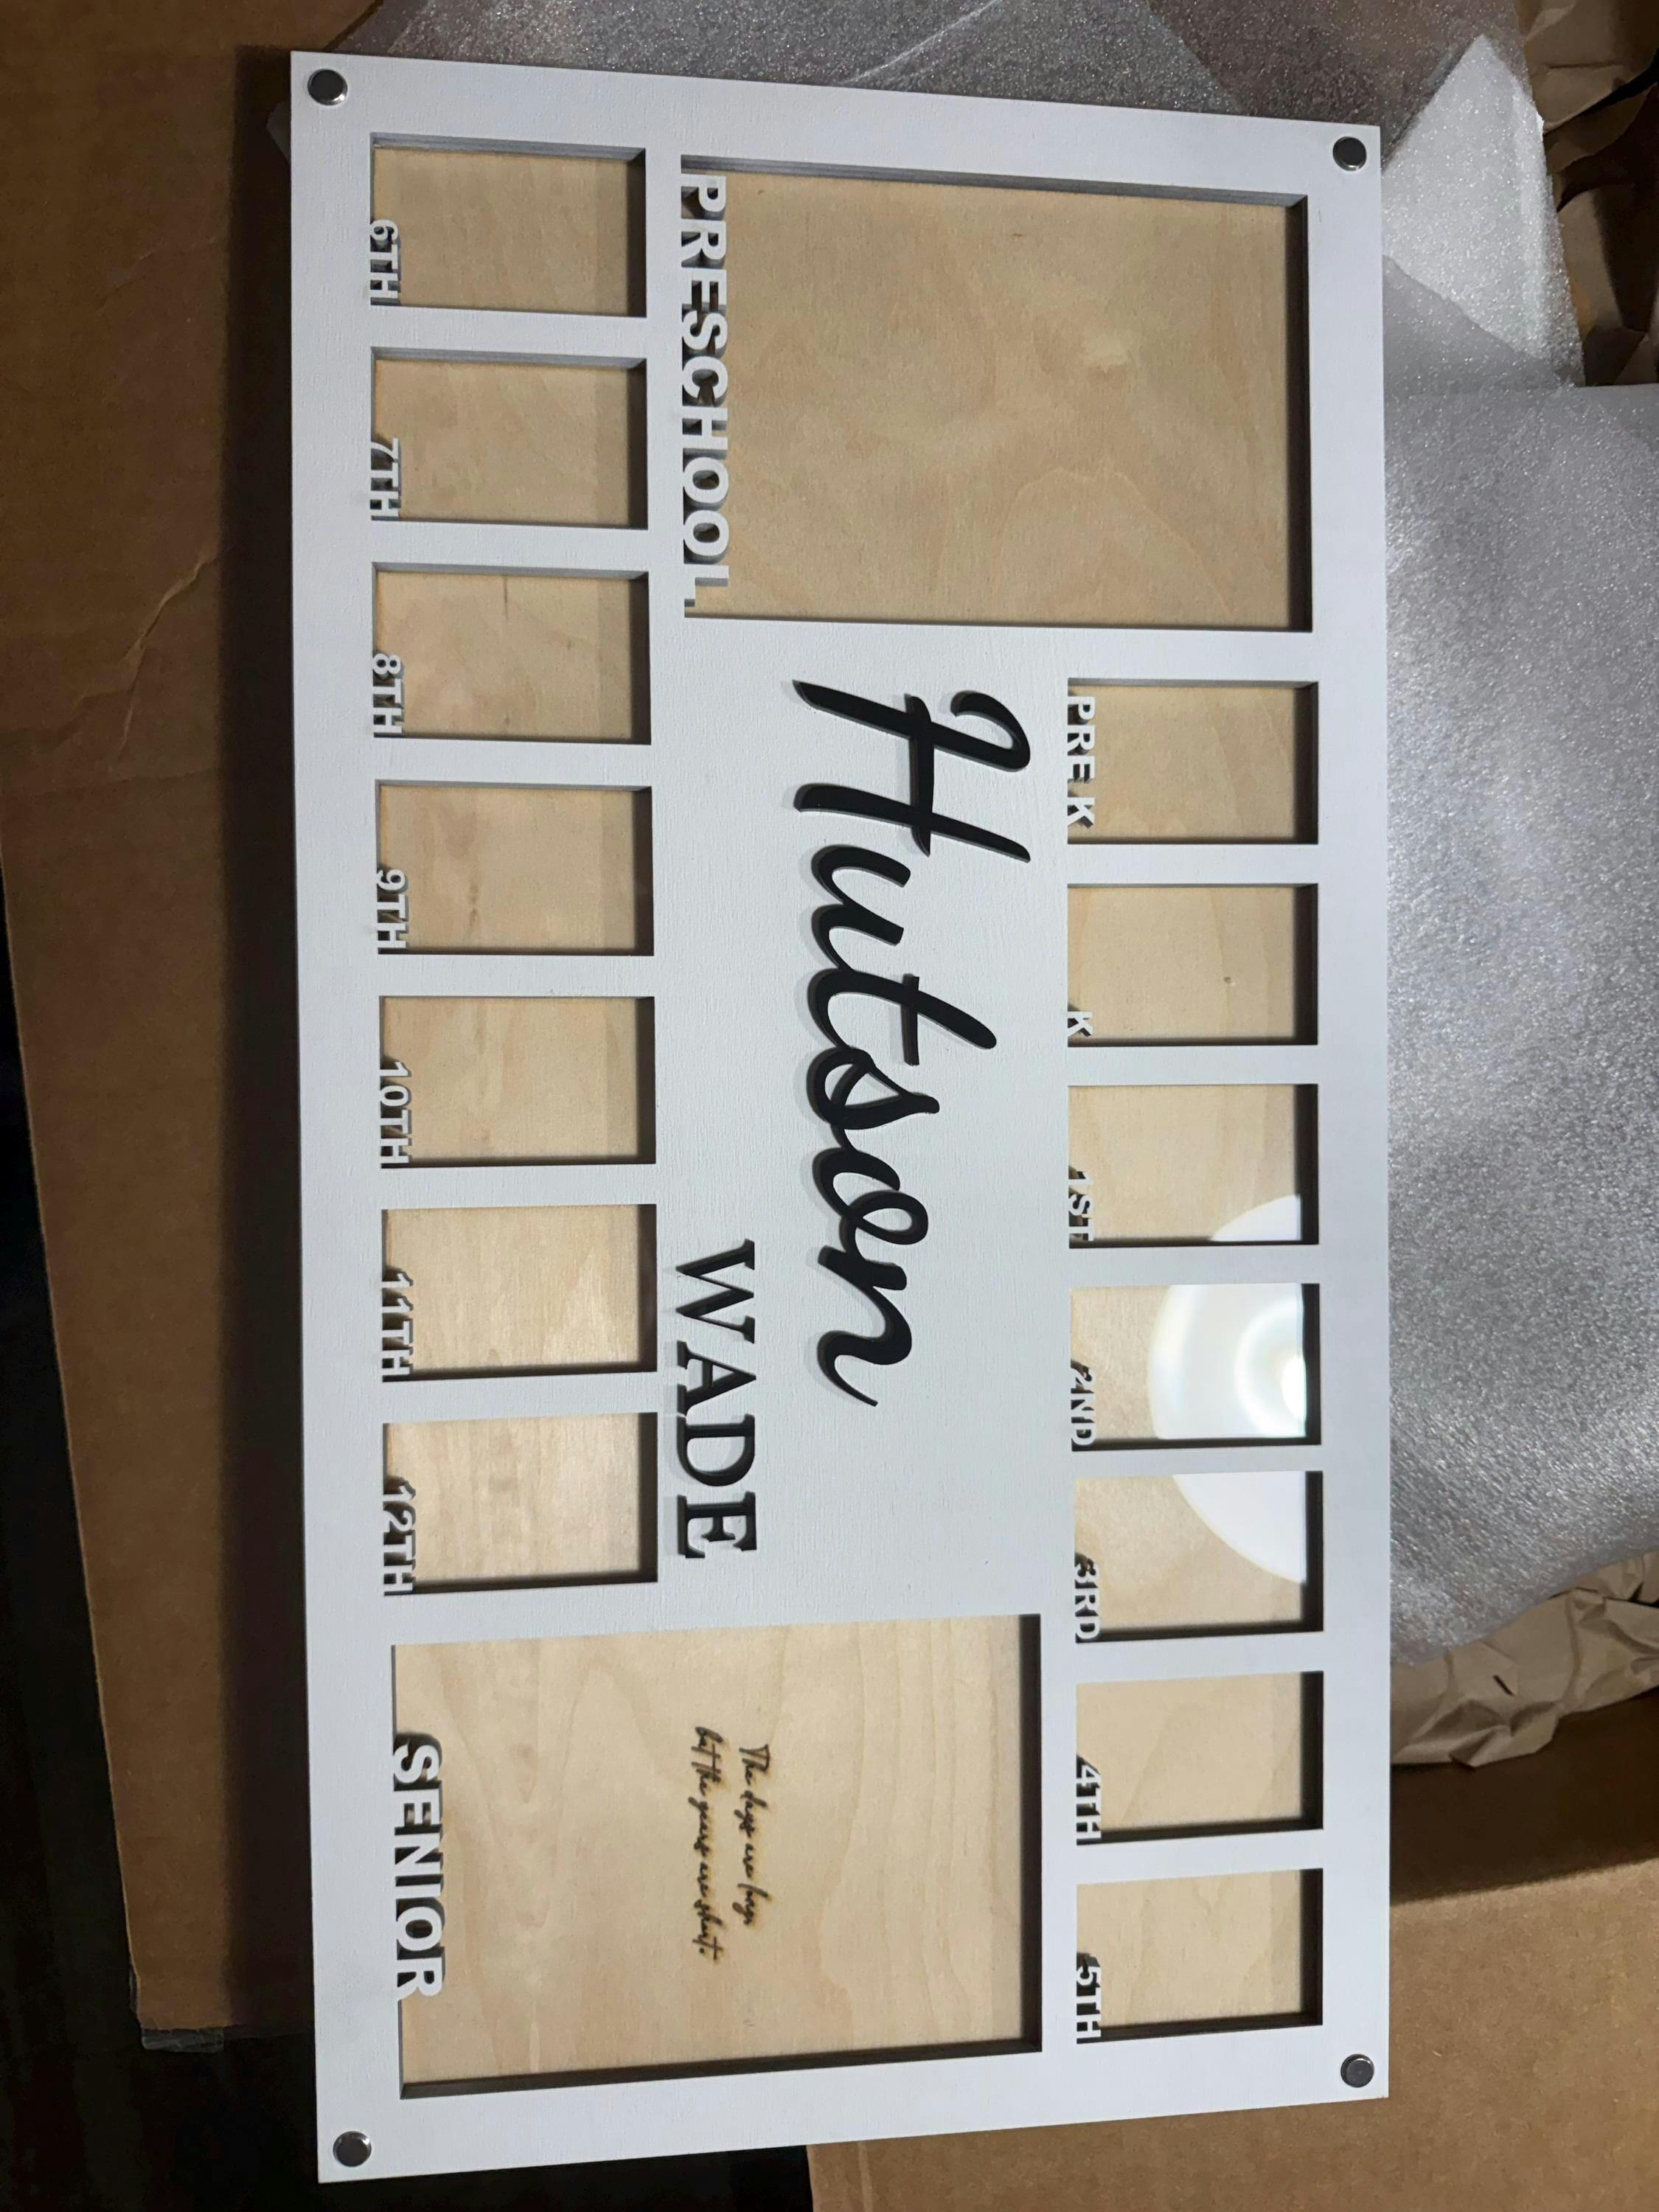 PRESCHOOL
PRE K
K
1ST
2ND
3RD
4TH
5TH
Hutson
WADE
6TH
7TH
8TH
9TH
10TH
11TH
12TH
The days are long
but the years are short.
SENIOR